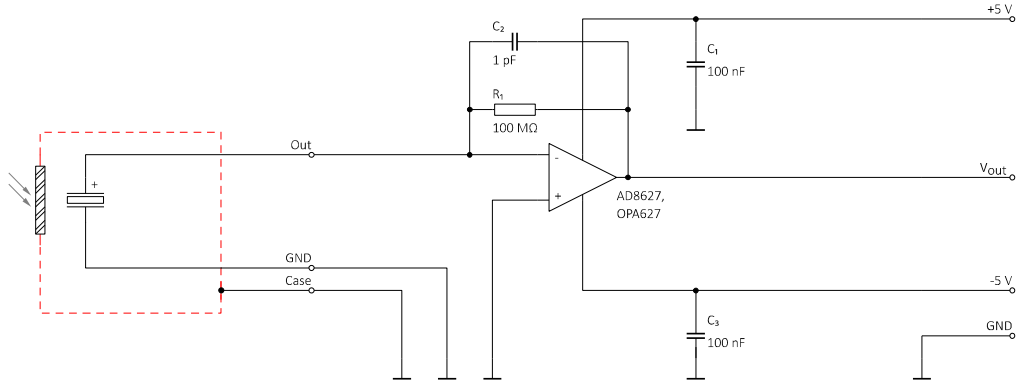 +5 V
C₂
1 pF
C₁
100 nF
R₁
100 MΩ
Out
-
+
+
Vout
AD8627,
OPA627
GND
Case
-5 V
C₃
100 nF
GND